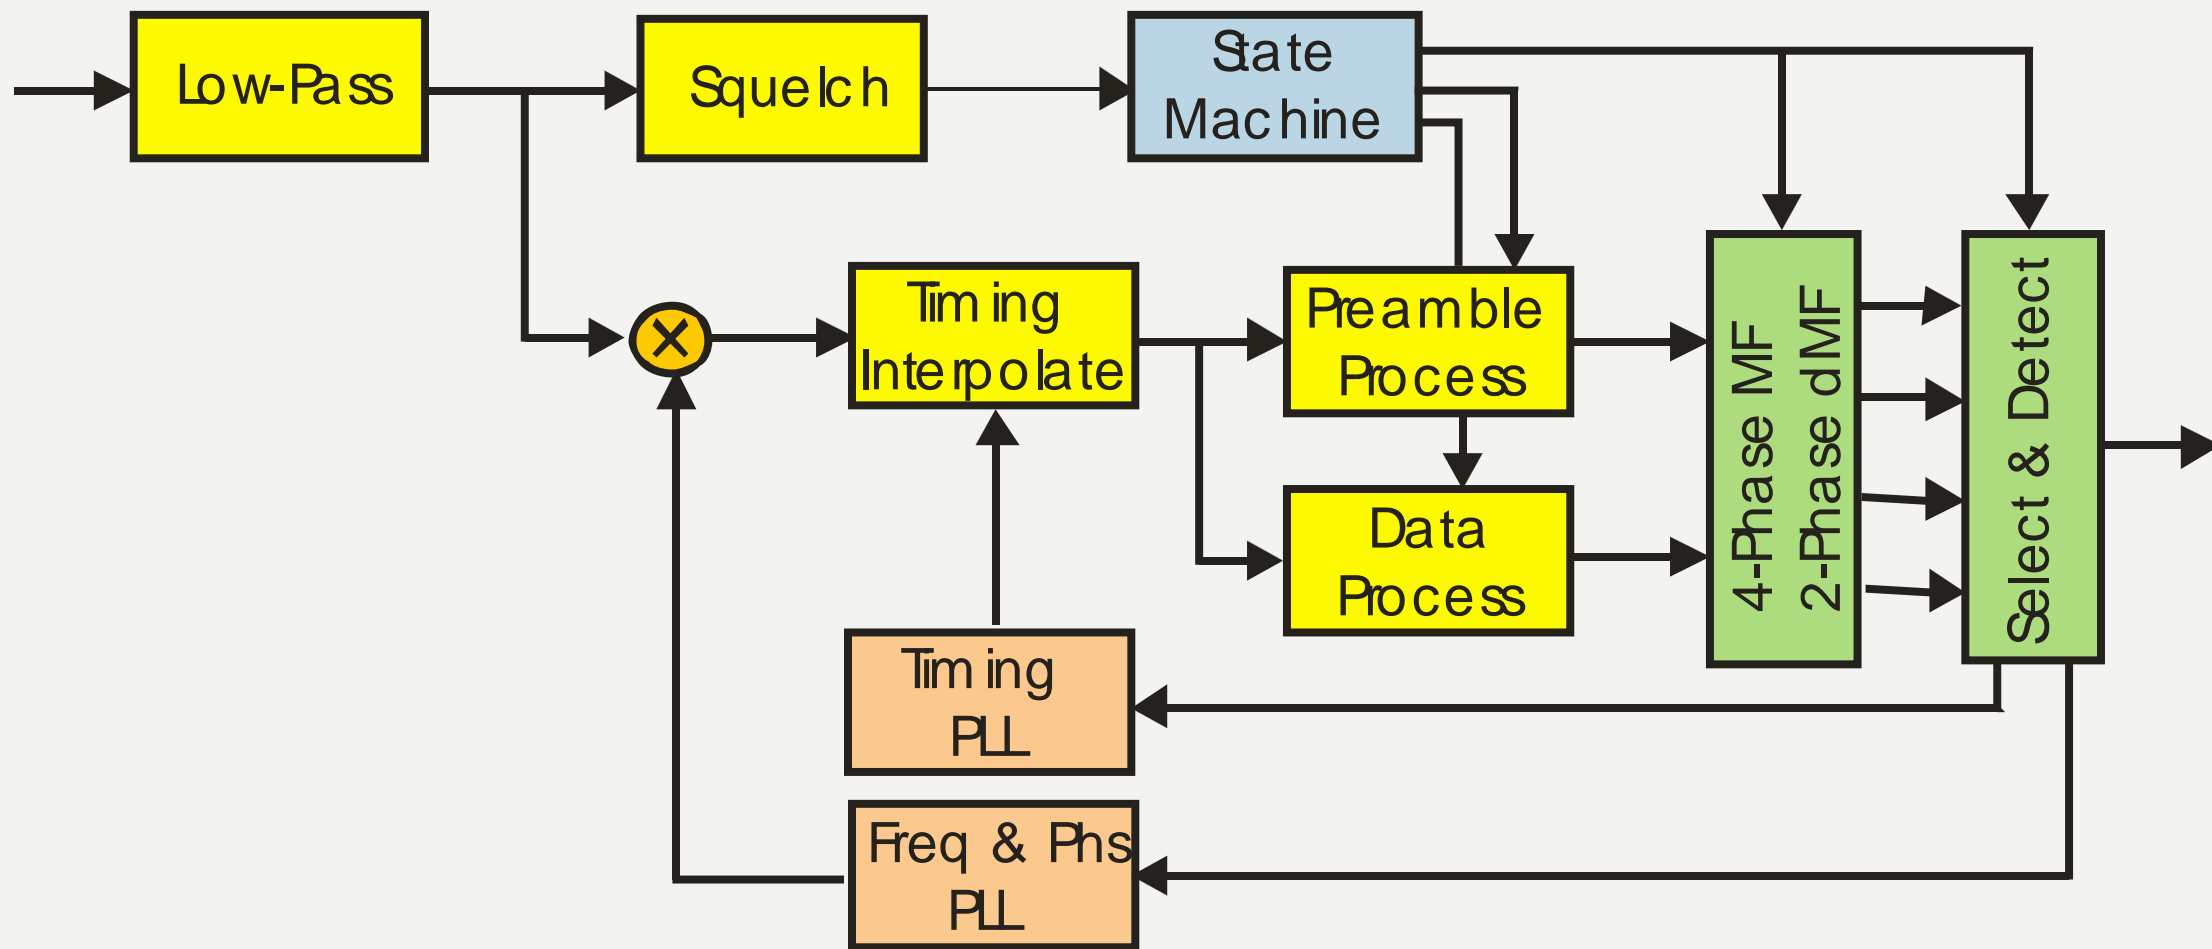 Low-Pass
Squelch
State
Machine
Timing
Interpolate
Preamble
Process
Data
Process
4-Phase MF
2-Phase dMF
Select & Detect
Timing
PLL
Freq & Phs
PLL